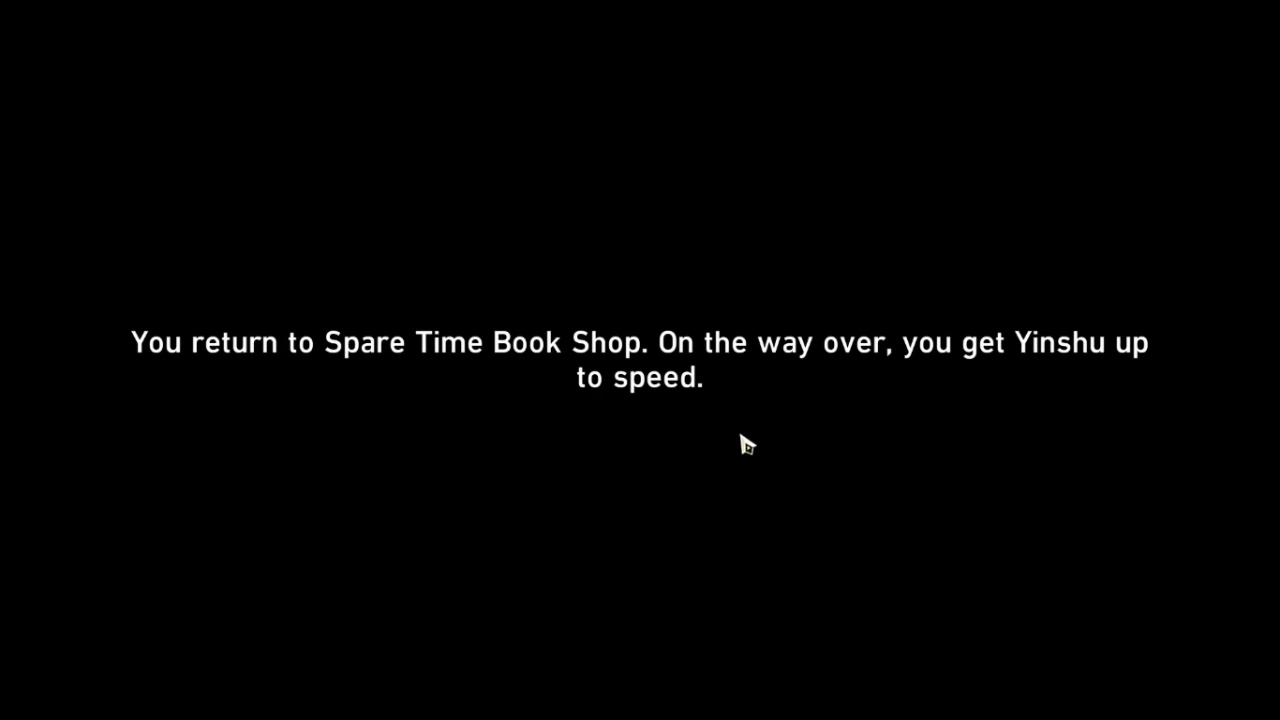 You return to Spare Time Book Shop. On the way over, you get Yinshu up
to speed.